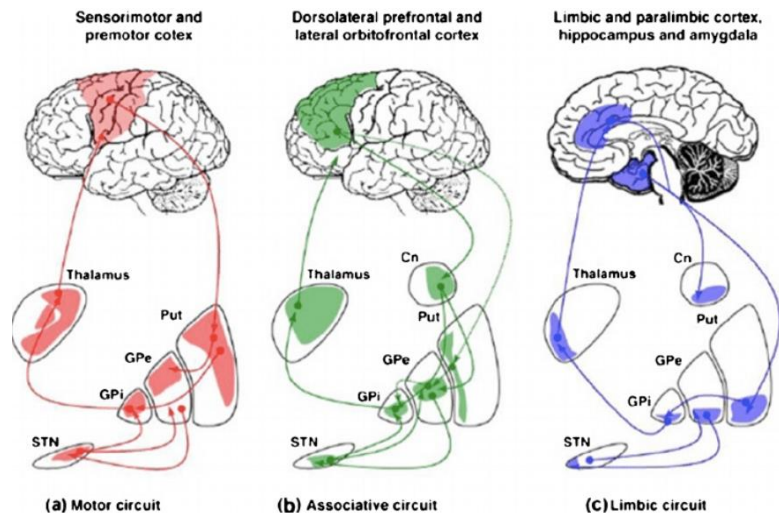 Sensorimotor and
premotor cotex
Dorsolateral prefrontal and
lateral orbitofrontal cortex
Limbic and paralimbic cortex,
hippocampus and amygdala
Thalamus
Put
GPe
GPi
STN
(a) Motor circuit
Cn
Thalamus
Put
GPe
GPi
STN
(b) Associative circuit
Cn
Thalamus
Put
GPe
GPi
STN
(c) Limbic circuit